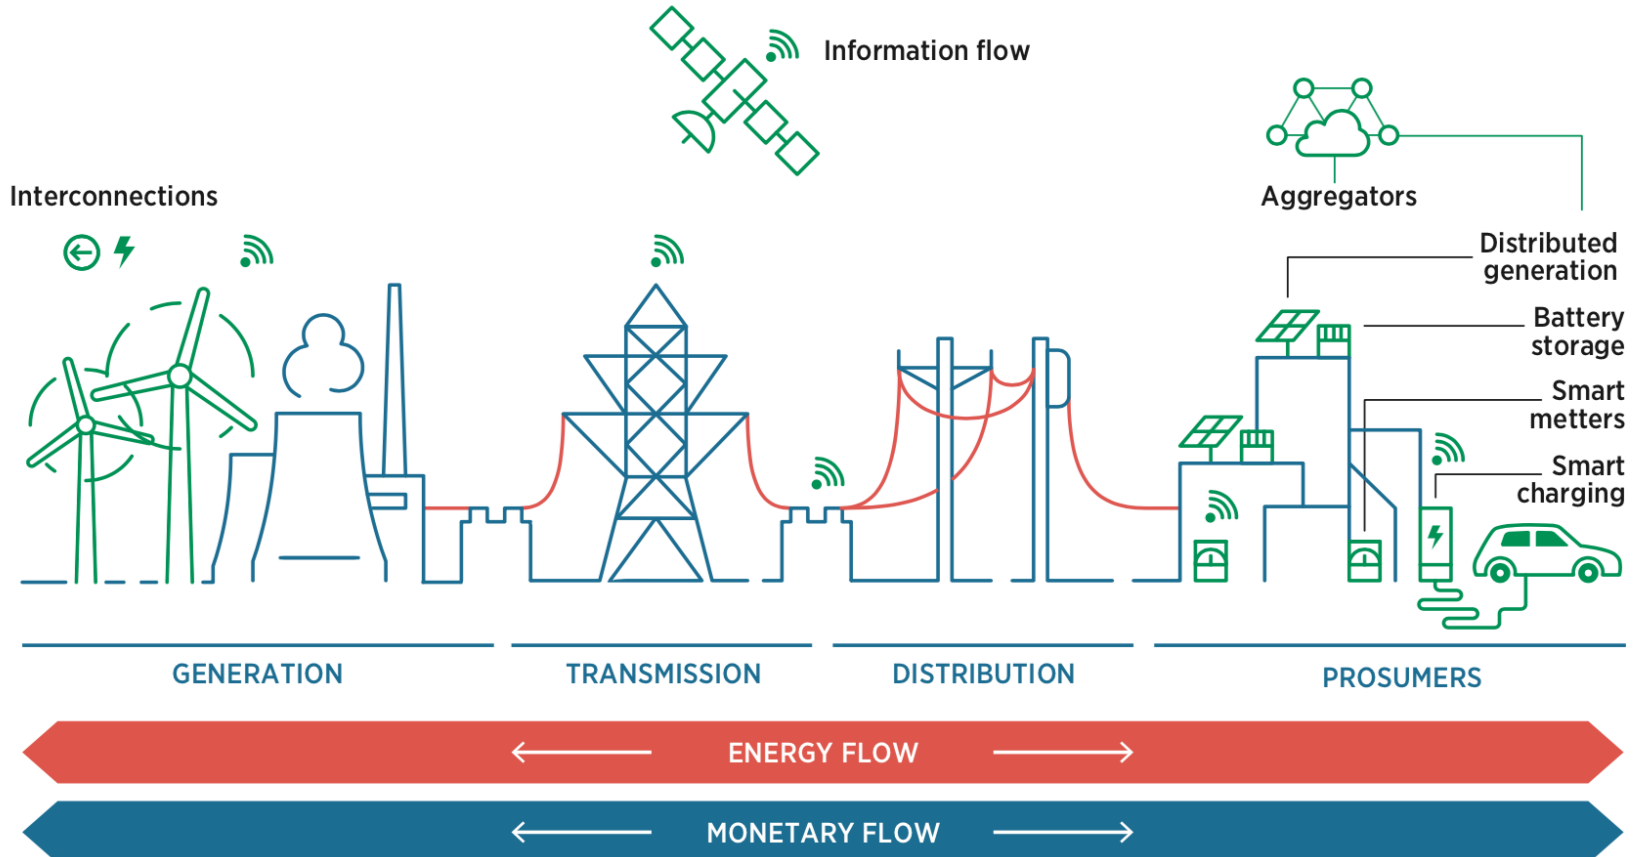 Information flow
Interconnections
Aggregators
Distributed
generation
Battery
storage
Smart
metters
Smart
charging
GENERATION
TRANSMISSION
DISTRIBUTION
PROSUMERS
ENERGY FLOW
MONETARY FLOW